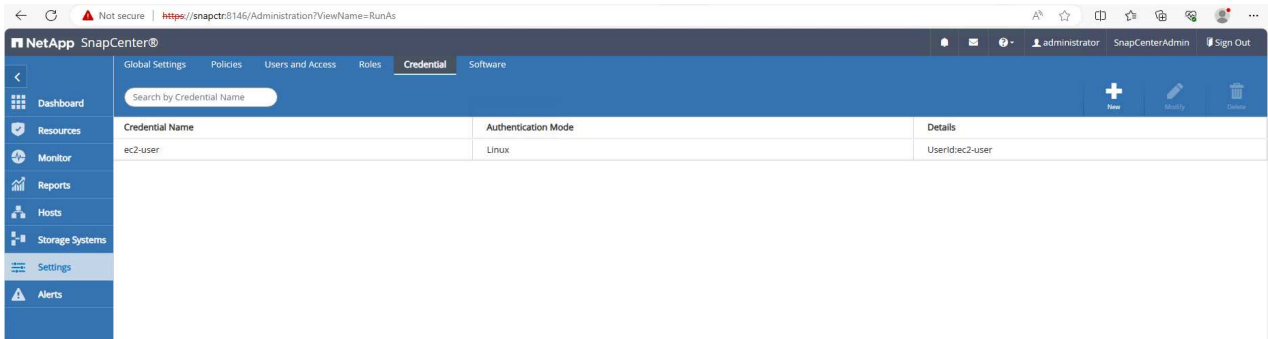 Not secure https://snapctr:8146/Administration?ViewName=RunAs
NetApp SnapCenter®
administrator SnapCenterAdmin Sign Out
Global Settings Policies Users and Access Roles Credential Software
Search by Credential Name
New Modify Delete
Dashboard
Resources
Monitor
Reports
Hosts
Storage Systems
Settings
Alerts
Credential Name Authentication Mode Details
ec2-user Linux UserId:ec2-user